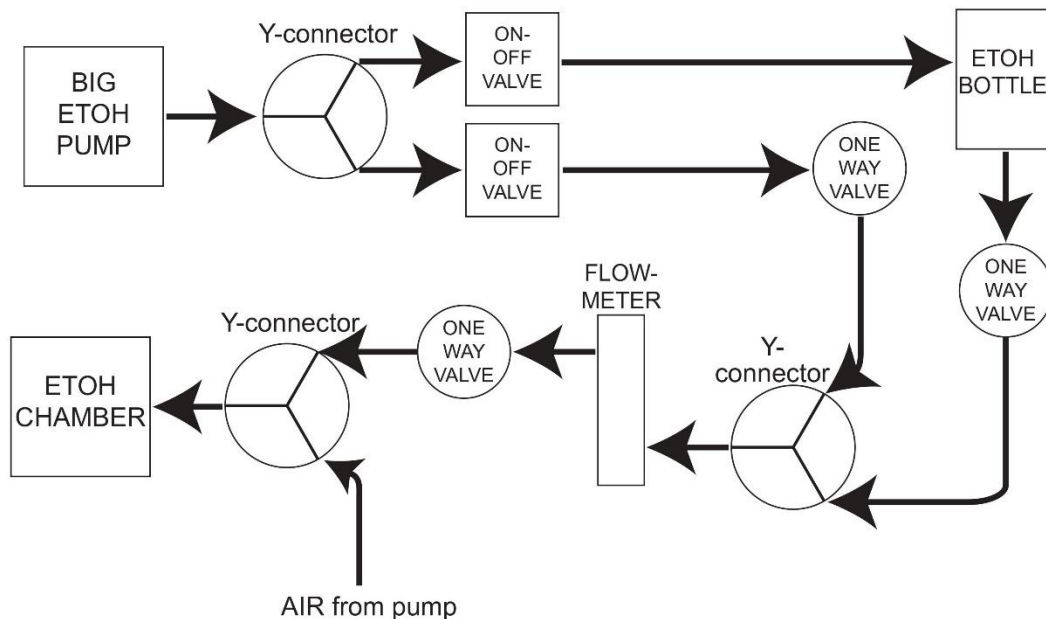 BIG
ETOH
PUMP
Y-connector
ON-
OFF
VALVE
ETOH
BOTTLE
ON-
OFF
VALVE
ONE
WAY
VALVE
ONE
WAY
VALVE
FLOW-
METER
Y-
connector
ONE
WAY
VALVE
Y-connector
ETOH
CHAMBER
AIR from pump